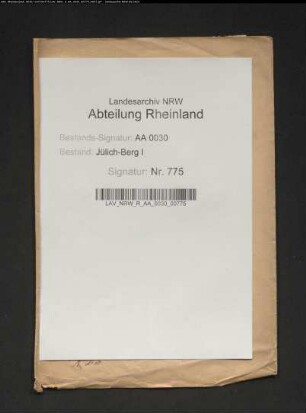 Landesarchiv NRW
Abteilung Rheinland
Bestands-Signatur: AA 0030
Bestand: Jülich-Berg I
Signatur: Nr. 775
LAV_NRW_R_AA_0030_00775